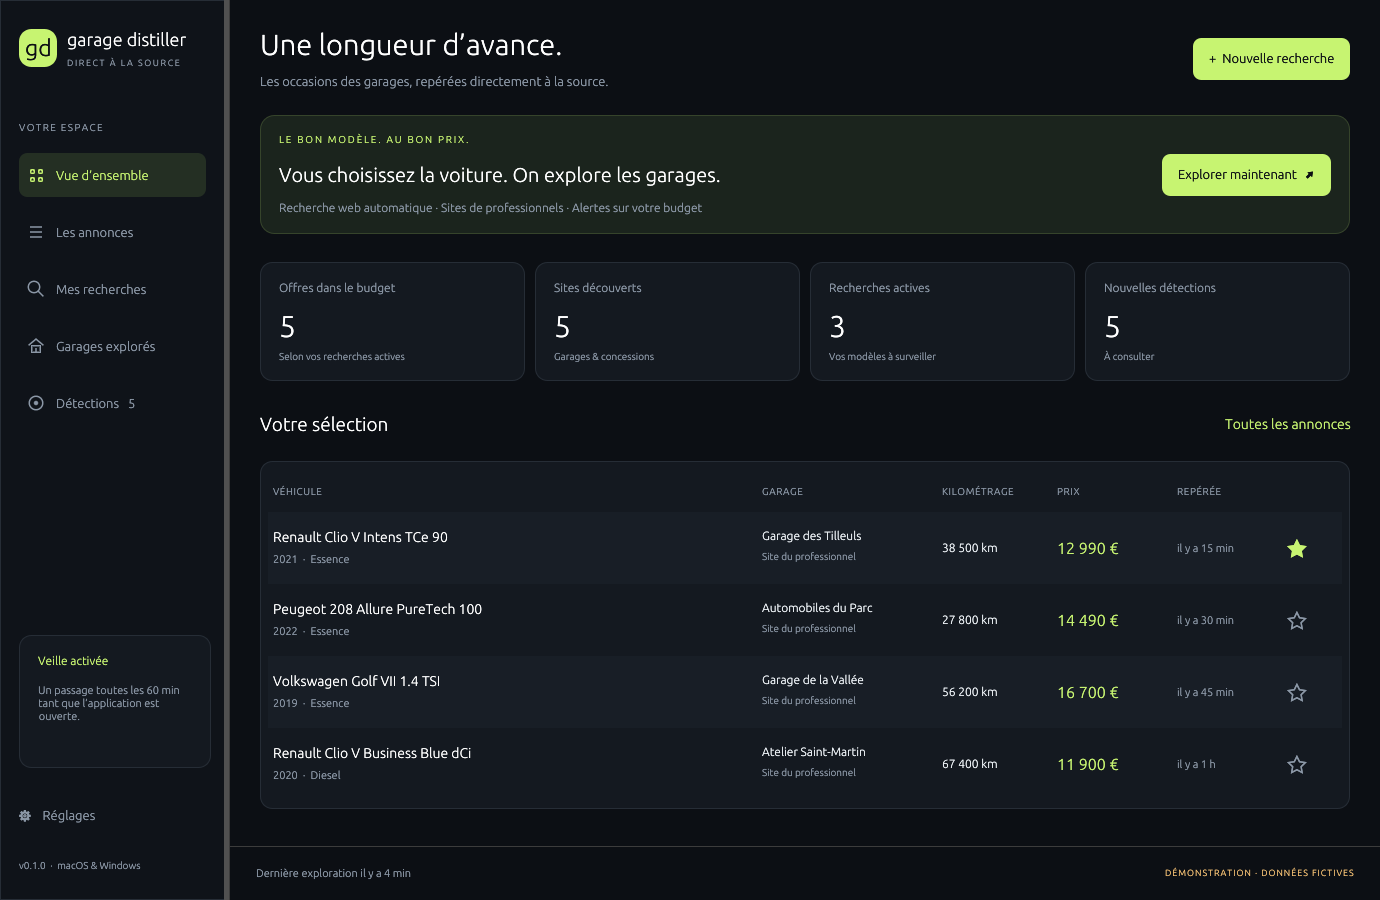 gd
garage distiller
DIRECT À LA SOURCE
VOTRE ESPACE
Vue d’ensemble
Les annonces
Mes recherches
Garages explorés
Détections 5
Veille activée
Un passage toutes les 60 min
tant que l’application est
ouverte.
Réglages
v0.1.0 · macOS & Windows
Une longueur d’avance.
Les occasions des garages, repérées directement à la source.
+ Nouvelle recherche
LE BON MODÈLE. AU BON PRIX.
Vous choisissez la voiture. On explore les garages.
Recherche web automatique · Sites de professionnels · Alertes sur votre budget
Explorer maintenant
Offres dans le budget
5
Selon vos recherches actives
Sites découverts
5
Garages & concessions
Recherches actives
3
Vos modèles à surveiller
Nouvelles détections
5
À consulter
Votre sélection
Toutes les annonces
VÉHICULE GARAGE KILOMÉTRAGE PRIX REPÉRÉE
Renault Clio V Intens TCe 90
2021 · Essence
Garage des Tilleuls
Site du professionnel
38 500 km
12 990 €
il y a 15 min
Peugeot 208 Allure PureTech 100
2022 · Essence
Automobiles du Parc
Site du professionnel
27 800 km
14 490 €
il y a 30 min
Volkswagen Golf VII 1.4 TSI
2019 · Essence
Garage de la Vallée
Site du professionnel
56 200 km
16 700 €
il y a 45 min
Renault Clio V Business Blue dCi
2020 · Diesel
Atelier Saint-Martin
Site du professionnel
67 400 km
11 900 €
il y a 1 h
Dernière exploration il y a 4 min
DÉMONSTRATION · DONNÉES FICTIVES